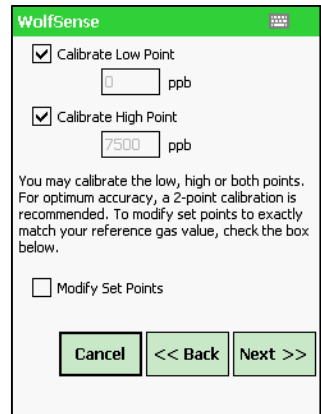 WolfSense
Calibrate Low Point
0 ppb
Calibrate High Point
7500 ppb
You may calibrate the low, high or both points.
For optimum accuracy, a 2-point calibration is
recommended. To modify set points to exactly
match your reference gas value, check the box
below.
Modify Set Points
Cancel << Back Next >>